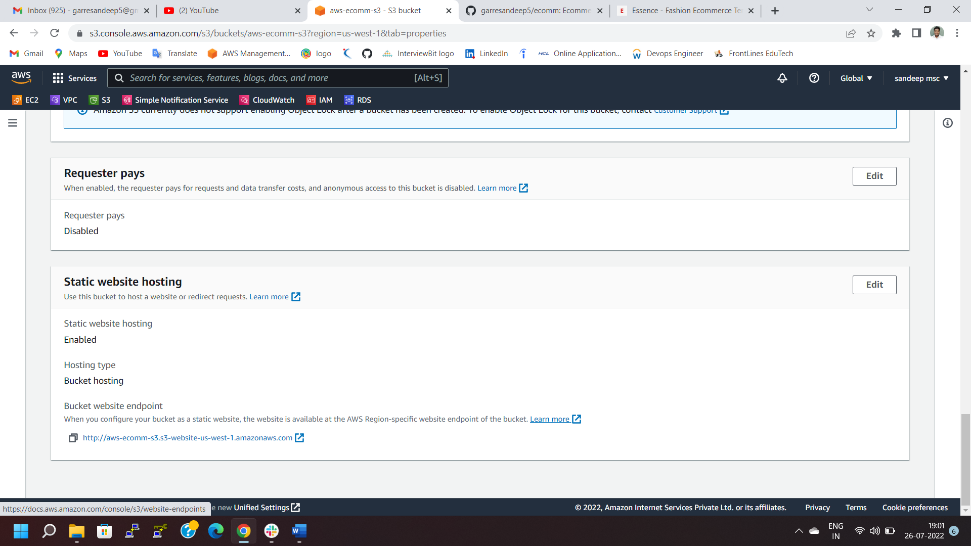 Inbox (925) - garresandeep5@gm
(2) YouTube
aws-ecomm-s3 - S3 bucket
garresandeep5/ecomm: Ecomme
Essence - Fashion Ecommerce Te
s3.console.aws.amazon.com/s3/buckets/aws-ecomm-s3?region=us-west-1&tab=properties
Gmail
Maps
YouTube
Translate
AWS Management...
logo
InterviewBit logo
LinkedIn
Online Application...
Devops Engineer
FrontLines EduTech
aws
Services
Search for services, features, blogs, docs, and more
[Alt+S]
Global
sandeep msc
EC2
VPC
S3
Simple Notification Service
CloudWatch
IAM
RDS
Amazon S3 currently does not support enabling Object Lock after a bucket has been created. To enable Object Lock for this bucket, contact Customer Support
Requester pays
Edit
When enabled, the requester pays for requests and data transfer costs, and anonymous access to this bucket is disabled. Learn more
Requester pays
Disabled
Static website hosting
Edit
Use this bucket to host a website or redirect requests. Learn more
Static website hosting
Enabled
Hosting type
Bucket hosting
Bucket website endpoint
When you configure your bucket as a static website, the website is available at the AWS Region-specific website endpoint of the bucket. Learn more
http://aws-ecomm-s3.s3-website-us-west-1.amazonaws.com
https://docs.aws.amazon.com/console/s3/website-endpoints
e new Unified Settings
© 2022, Amazon Internet Services Private Ltd. or its affiliates.
Privacy
Terms
Cookie preferences
ENG
IN
19:01
26-07-2022